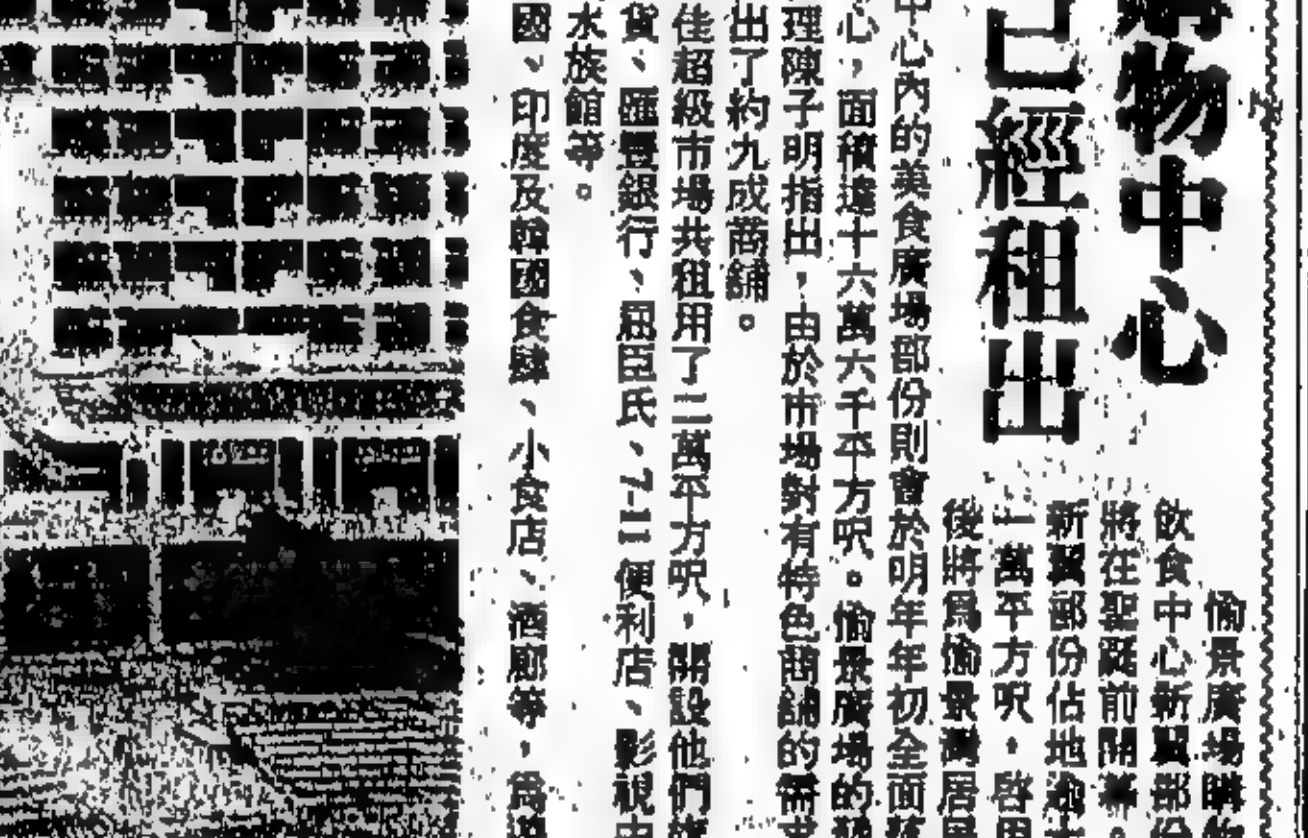 購物中心
已經租出
愉景廣場購
飲食中心新翼部份
將在聖誕前開業。
新翼部份佔地
一萬平方呎，啓用
後將為愉景灣居民
中心內的美食廣場部份則會於明年年初全面
心，面積達十六萬六千平方呎。愉景廣場的
理陳子明指出，由於市場對有特色商舖的需求
出了約九成商舖。
佳超級市場共租用了二萬平方呎，開設他們
貨、匯豐銀行、屈臣氏、7-11便利店、影視
水族館等。
國、印度及韓國食肆、小食店、酒廊等，為